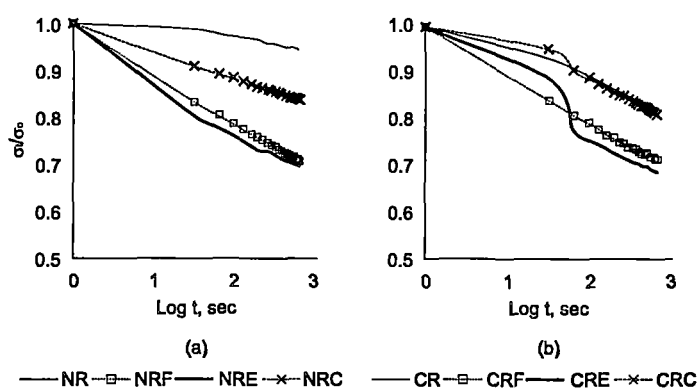 1.0
0.9
0.8
0.7
0.6
0.5
σ/σ₀
0 1 2 3
Log t, sec
(a)
1.0
0.9
0.8
0.7
0.6
0.5
0 1 2 3
Log t, sec
(b)
NR NRF NRE NRC
CR CRF CRE CRC